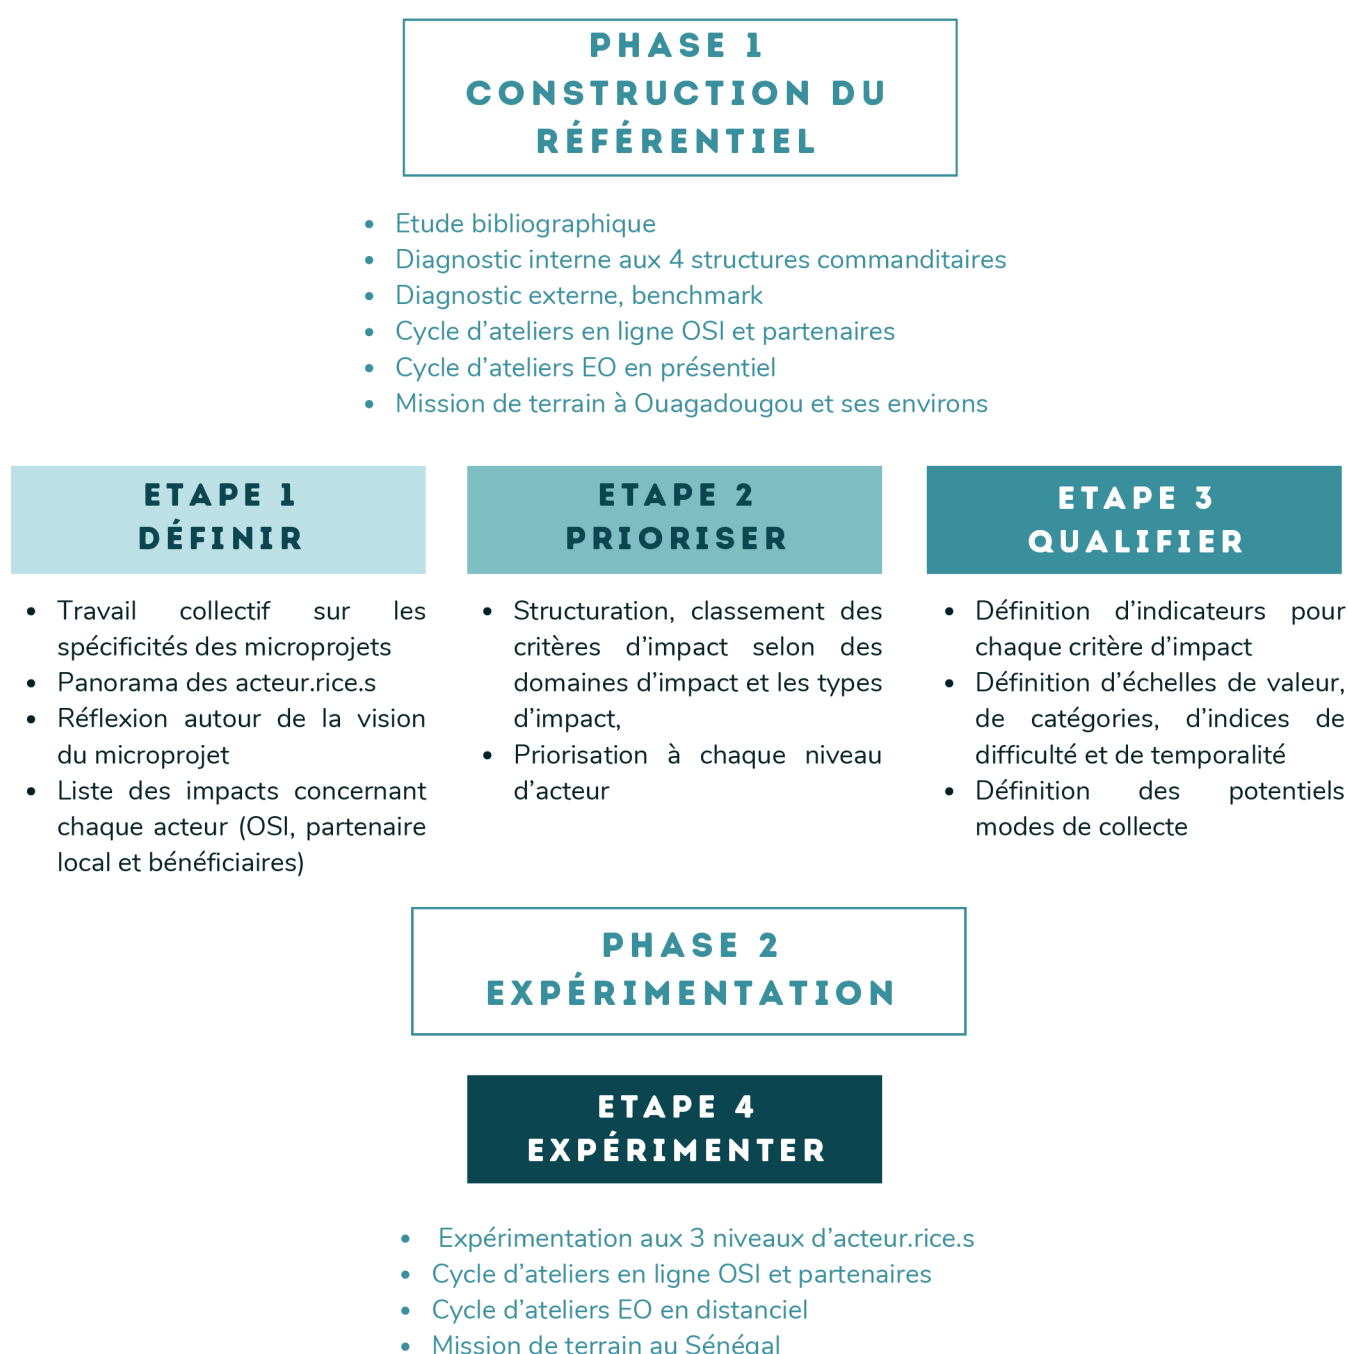 PHASE 1
CONSTRUCTION DU
RÉFÉRENTIEL
• Etude bibliographique
• Diagnostic interne aux 4 structures commanditaires
• Diagnostic externe, benchmark
• Cycle d’ateliers en ligne OSI et partenaires
• Cycle d’ateliers EO en présentiel
• Mission de terrain à Ouagadougou et ses environs
ETAPE 1
DÉFINIR
• Travail collectif sur les
spécificités des microprojets
• Panorama des acteur.rice.s
• Réflexion autour de la vision
du microprojet
• Liste des impacts concernant
chaque acteur (OSI, partenaire
local et bénéficiaires)
ETAPE 2
PRIORISER
• Structuration, classement des
critères d’impact selon des
domaines d’impact et les types
d’impact,
• Priorisation à chaque niveau
d’acteur
ETAPE 3
QUALIFIER
• Définition d’indicateurs pour
chaque critère d’impact
• Définition d’échelles de valeur,
de catégories, d’indices de
difficulté et de temporalité
• Définition des potentiels
modes de collecte
PHASE 2
EXPÉRIMENTATION
ETAPE 4
EXPÉRIMENTER
• Expérimentation aux 3 niveaux d’acteur.rice.s
• Cycle d’ateliers en ligne OSI et partenaires
• Cycle d’ateliers EO en distanciel
• Mission de terrain au Sénégal